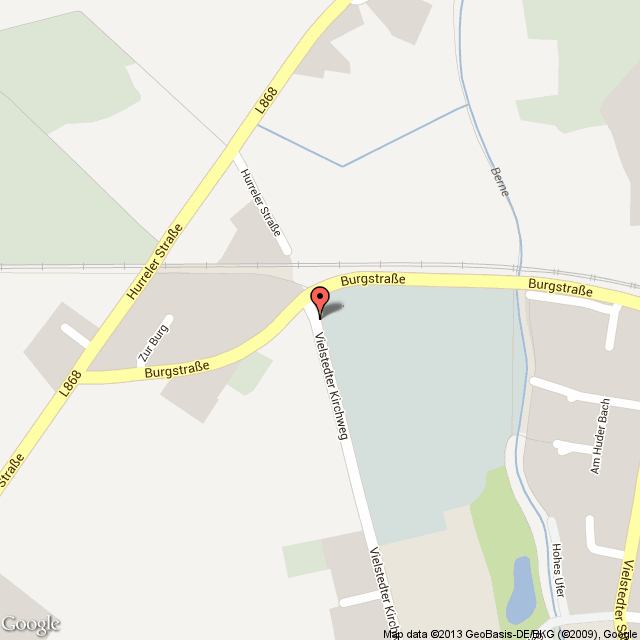 L868
Hurreler Straße
Berne
Hurreler Straße
Burgstraße
Burgstraße
Zur Burg
Burgstraße
Vielstedter Kirchweg
L868
Straße
Am Huder Bach
Vielstedter Kirch
Hohes Ufer
Vielstedter S
Google
Map data ©2013 GeoBasis-DE/BKG (©2009), Google